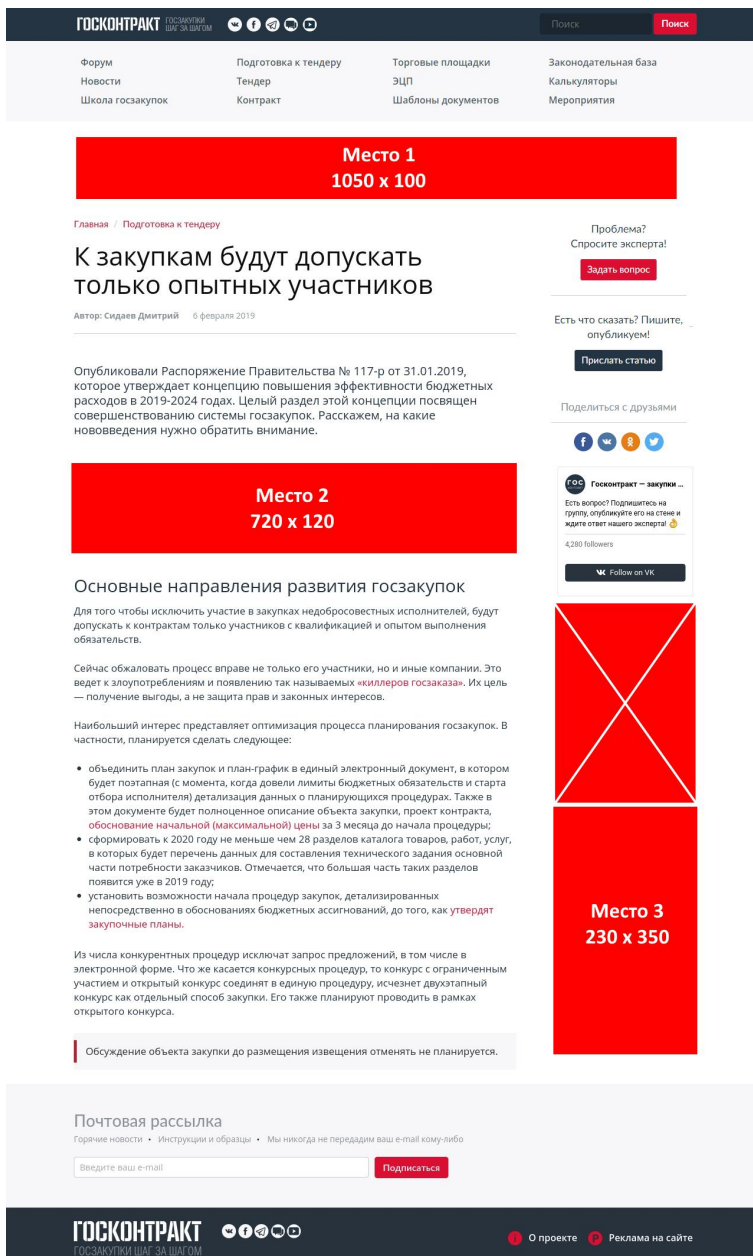 ГОСКОНТРАКТ ГОСЗАКУПКИ ШАГ ЗА ШАГОМ
Поиск
Поиск
Форум
Подготовка к тендеру
Торговые площадки
Законодательная база
Новости
Тендер
ЭЦП
Калькуляторы
Школа госзакупок
Контракт
Шаблоны документов
Мероприятия
Место 1
1050 x 100
Главная / Подготовка к тендеру
К закупкам будут допускать
только опытных участников
Автор: Сидаев Дмитрий 6 февраля 2019
Опубликовали Распоряжение Правительства № 117-р от 31.01.2019,
которое утверждает концепцию повышения эффективности бюджетных
расходов в 2019-2024 годах. Целый раздел этой концепции посвящен
совершенствованию системы госзакупок. Расскажем, на какие
нововведения нужно обратить внимание.
Место 2
720 x 120
Основные направления развития госзакупок
Для того чтобы исключить участие в закупках недобросовестных исполнителей, будут
допускать к контрактам только участников с квалификацией и опытом выполнения
обязательств.
Сейчас обжаловать процесс вправе не только его участники, но и иные компании. Это
ведет к злоупотреблениям и появлению так называемых «киллеров госзаказа». Их цель
— получение выгоды, а не защита прав и законных интересов.
Наибольший интерес представляет оптимизация процесса планирования госзакупок. В
частности, планируется сделать следующее:
• объединить план закупок и план-график в единый электронный документ, в котором
будет поэтапная (с момента, когда довели лимиты бюджетных обязательств и старта
отбора исполнителя) детализация данных о планирующихся процедурах. Также в
этом документе будет полноценное описание объекта закупки, проект контракта,
обоснование начальной (максимальной) цены за 3 месяца до начала процедуры;
• сформировать к 2020 году не меньше чем 28 разделов каталога товаров, работ, услуг,
в которых будет перечень данных для составления технического задания основной
части потребности заказчиков. Отмечается, что большая часть таких разделов
появится уже в 2019 году;
• установить возможности начала процедур закупок, детализированных
непосредственно в обоснованиях бюджетных ассигнований, до того, как утвердят
закупочные планы.
Из числа конкурентных процедур исключат запрос предложений, в том числе в
электронной форме. Что же касается конкурсных процедур, то конкурс с ограниченным
участием и открытый конкурс соединят в единую процедуру, исчезнет двухэтапный
конкурс как отдельный способ закупки. Его также планируют проводить в рамках
открытого конкурса.
Обсуждение объекта закупки до размещения извещения отменять не планируется.
Проблема?
Спросите эксперта!
Задать вопрос
Есть что сказать? Пишите,
опубликуем!
Прислать статью
Поделиться с друзьями
ГОС
Госконтракт — закупки ...
Есть вопрос? Подпишитесь на
группу, опубликуйте его на стене и
ждите ответ нашего эксперта! 👌
4,280 followers
Follow on VK
Место 3
230 x 350
Почтовая рассылка
Горячие новости • Инструкции и образцы • Мы никогда не передадим ваш e-mail кому-либо
Введите ваш e-mail
Подписаться
ГОСКОНТРАКТ
ГОСЗАКУПКИ ШАГ ЗА ШАГОМ
О проекте
Реклама на сайте